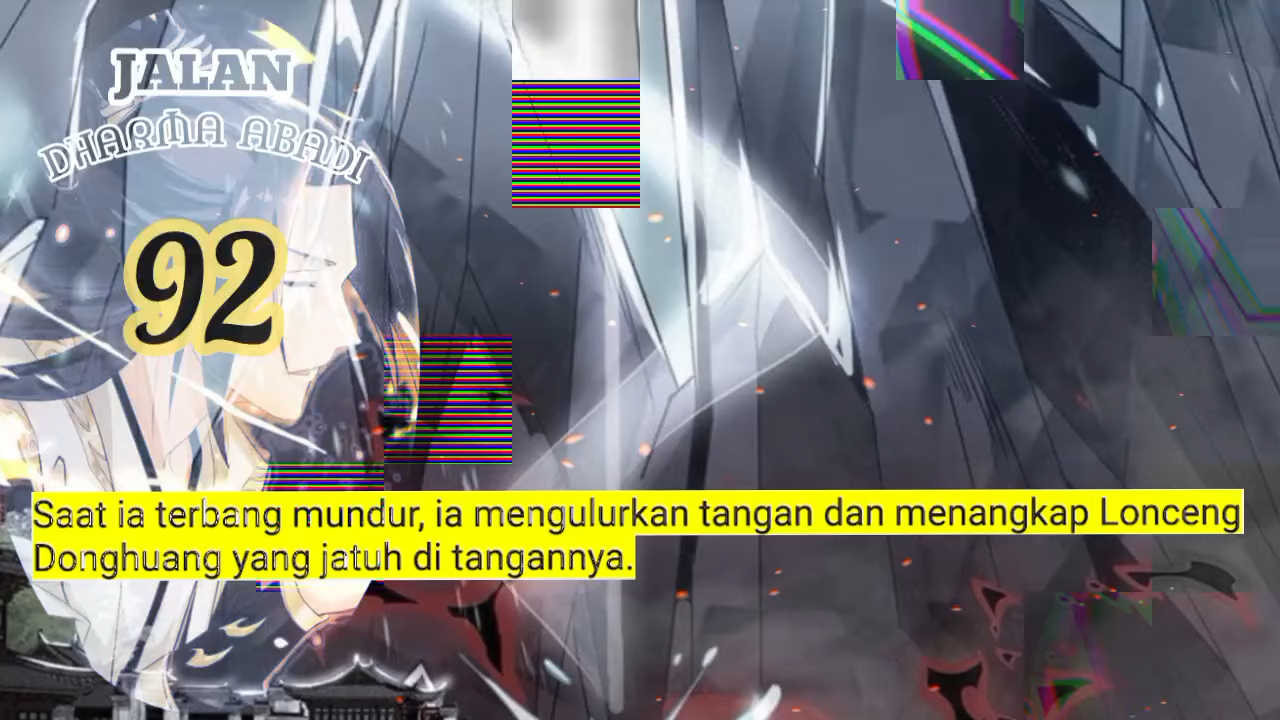 JALAN
DHARMA ABADI
92
Saat ia terbang mundur, ia mengulurkan tangan dan menangkap Lonceng
Donghuang yang jatuh di tangannya.